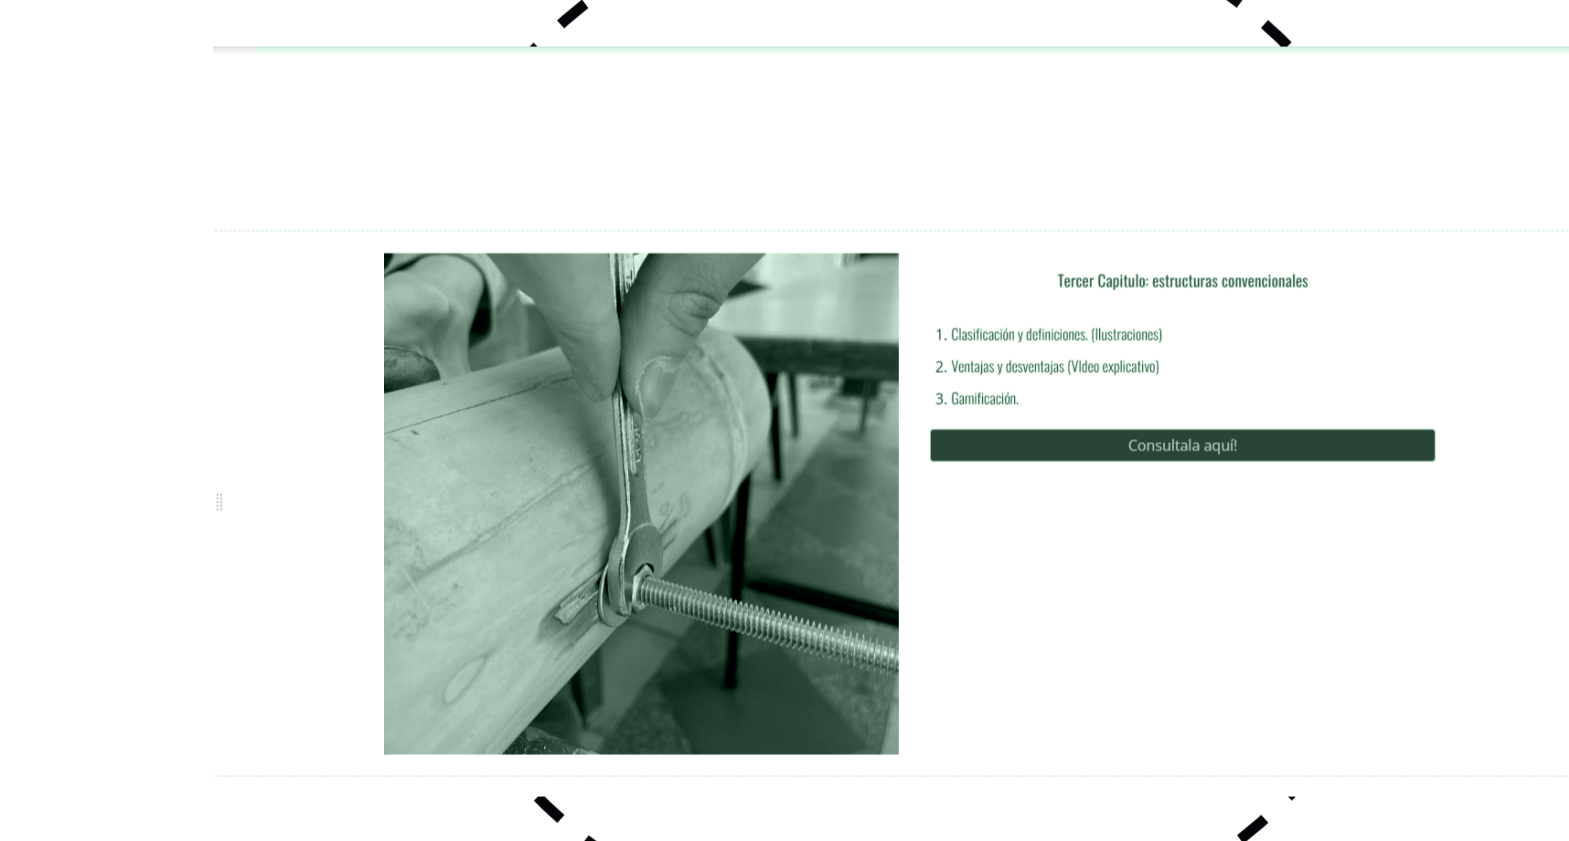 Tercer Capitulo: estructuras convencionales
1. Clasificación y definiciones. (Ilustraciones)
2. Ventajas y desventajas (VIdeo explicativo)
3. Gamificación.
Consultala aquí!